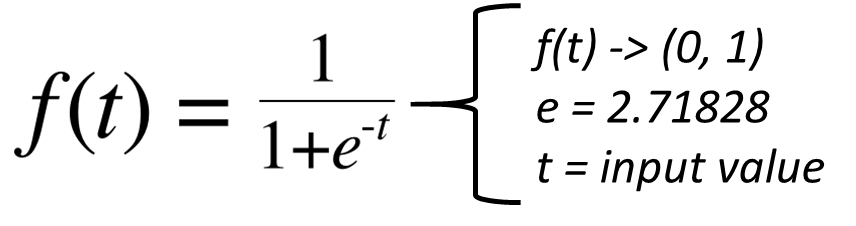 f(t) = 1 / 1+e^-t
f(t) -> (0, 1)
e = 2.71828
t = input value